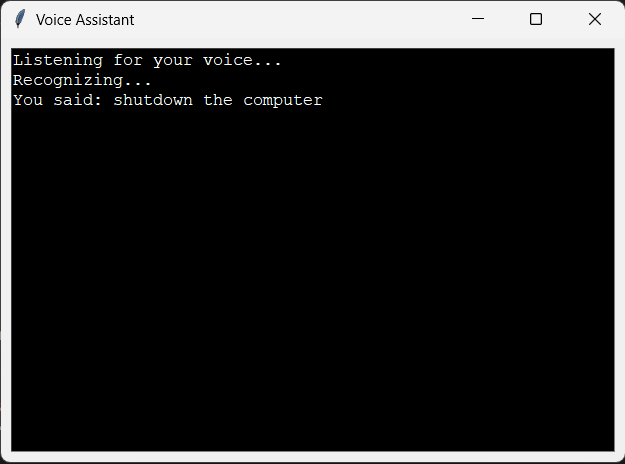 Voice Assistant
Listening for your voice...
Recognizing...
You said: shutdown the computer